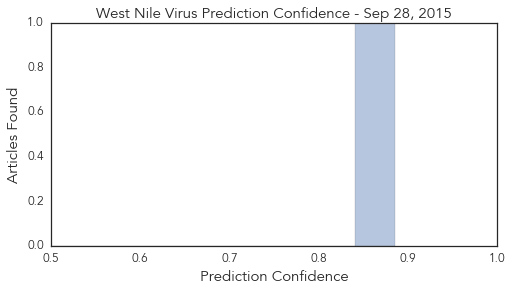 West Nile Virus Prediction Confidence - Sep 28, 2015
Articles Found
1.0
0.8
0.6
0.4
0.2
0.0
0.5 0.6 0.7 0.8 0.9 1.0
Prediction Confidence